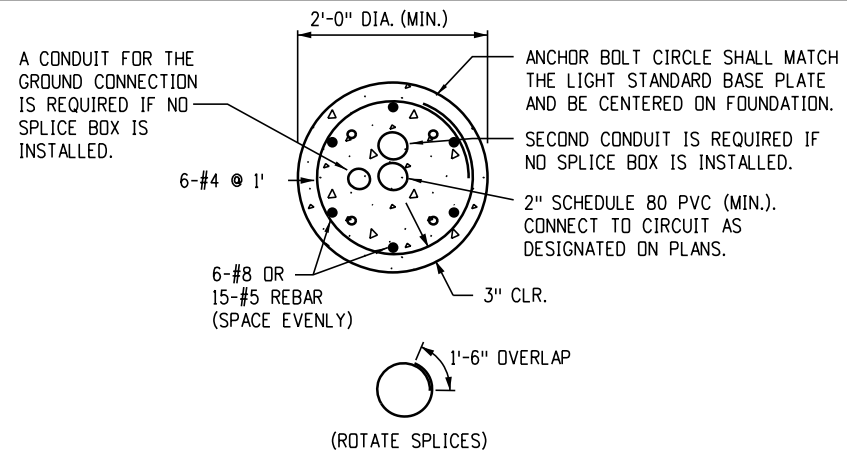 2'-0" DIA. (MIN.)
A CONDUIT FOR THE
GROUND CONNECTION
IS REQUIRED IF NO
SPLICE BOX IS
INSTALLED.
ANCHOR BOLT CIRCLE SHALL MATCH
THE LIGHT STANDARD BASE PLATE
AND BE CENTERED ON FOUNDATION.
SECOND CONDUIT IS REQUIRED IF
NO SPLICE BOX IS INSTALLED.
6-#4 @ 1'
2" SCHEDULE 80 PVC (MIN.).
CONNECT TO CIRCUIT AS
DESIGNATED ON PLANS.
6-#8 OR
15-#5 REBAR
(SPACE EVENLY)
3" CLR.
1'-6" OVERLAP
(ROTATE SPLICES)